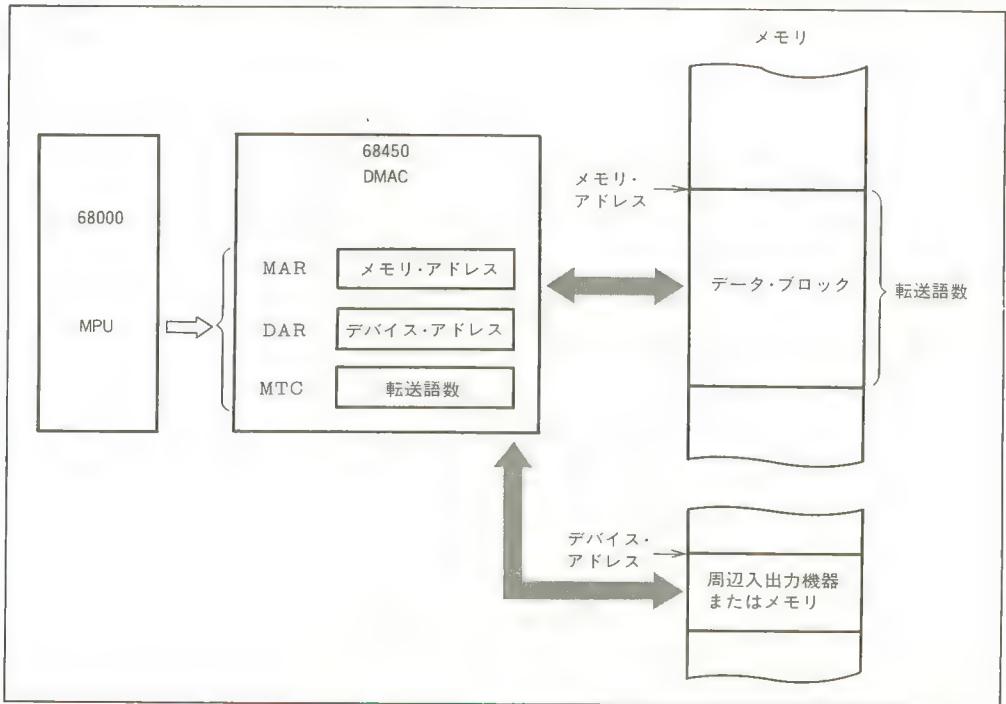 メモリ
68000
MPU
68450
DMAC
MAR
メモリ・アドレス
DAR
デバイス・アドレス
MTC
転送語数
メモリ・
アドレス
データ・ブロック
転送語数
デバイス・
アドレス
周辺入出力機器
またはメモリ